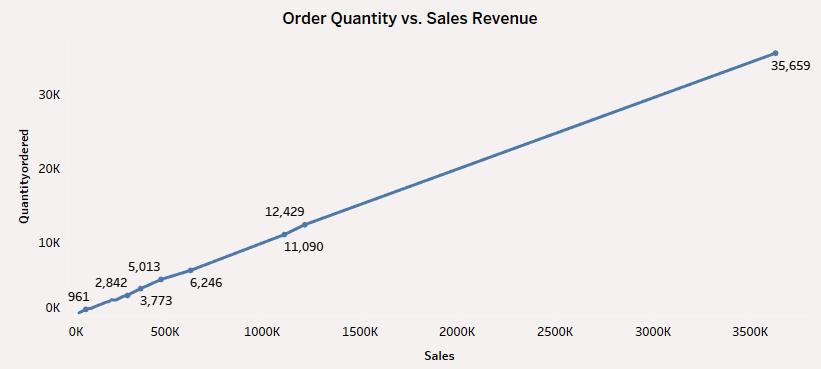 Order Quantity vs. Sales Revenue
Quantityordered
30K
20K
10K
0K
35,659
12,429
11,090
5,013
6,246
2,842
3,773
961
0K 500K 1000K 1500K 2000K 2500K 3000K 3500K
Sales